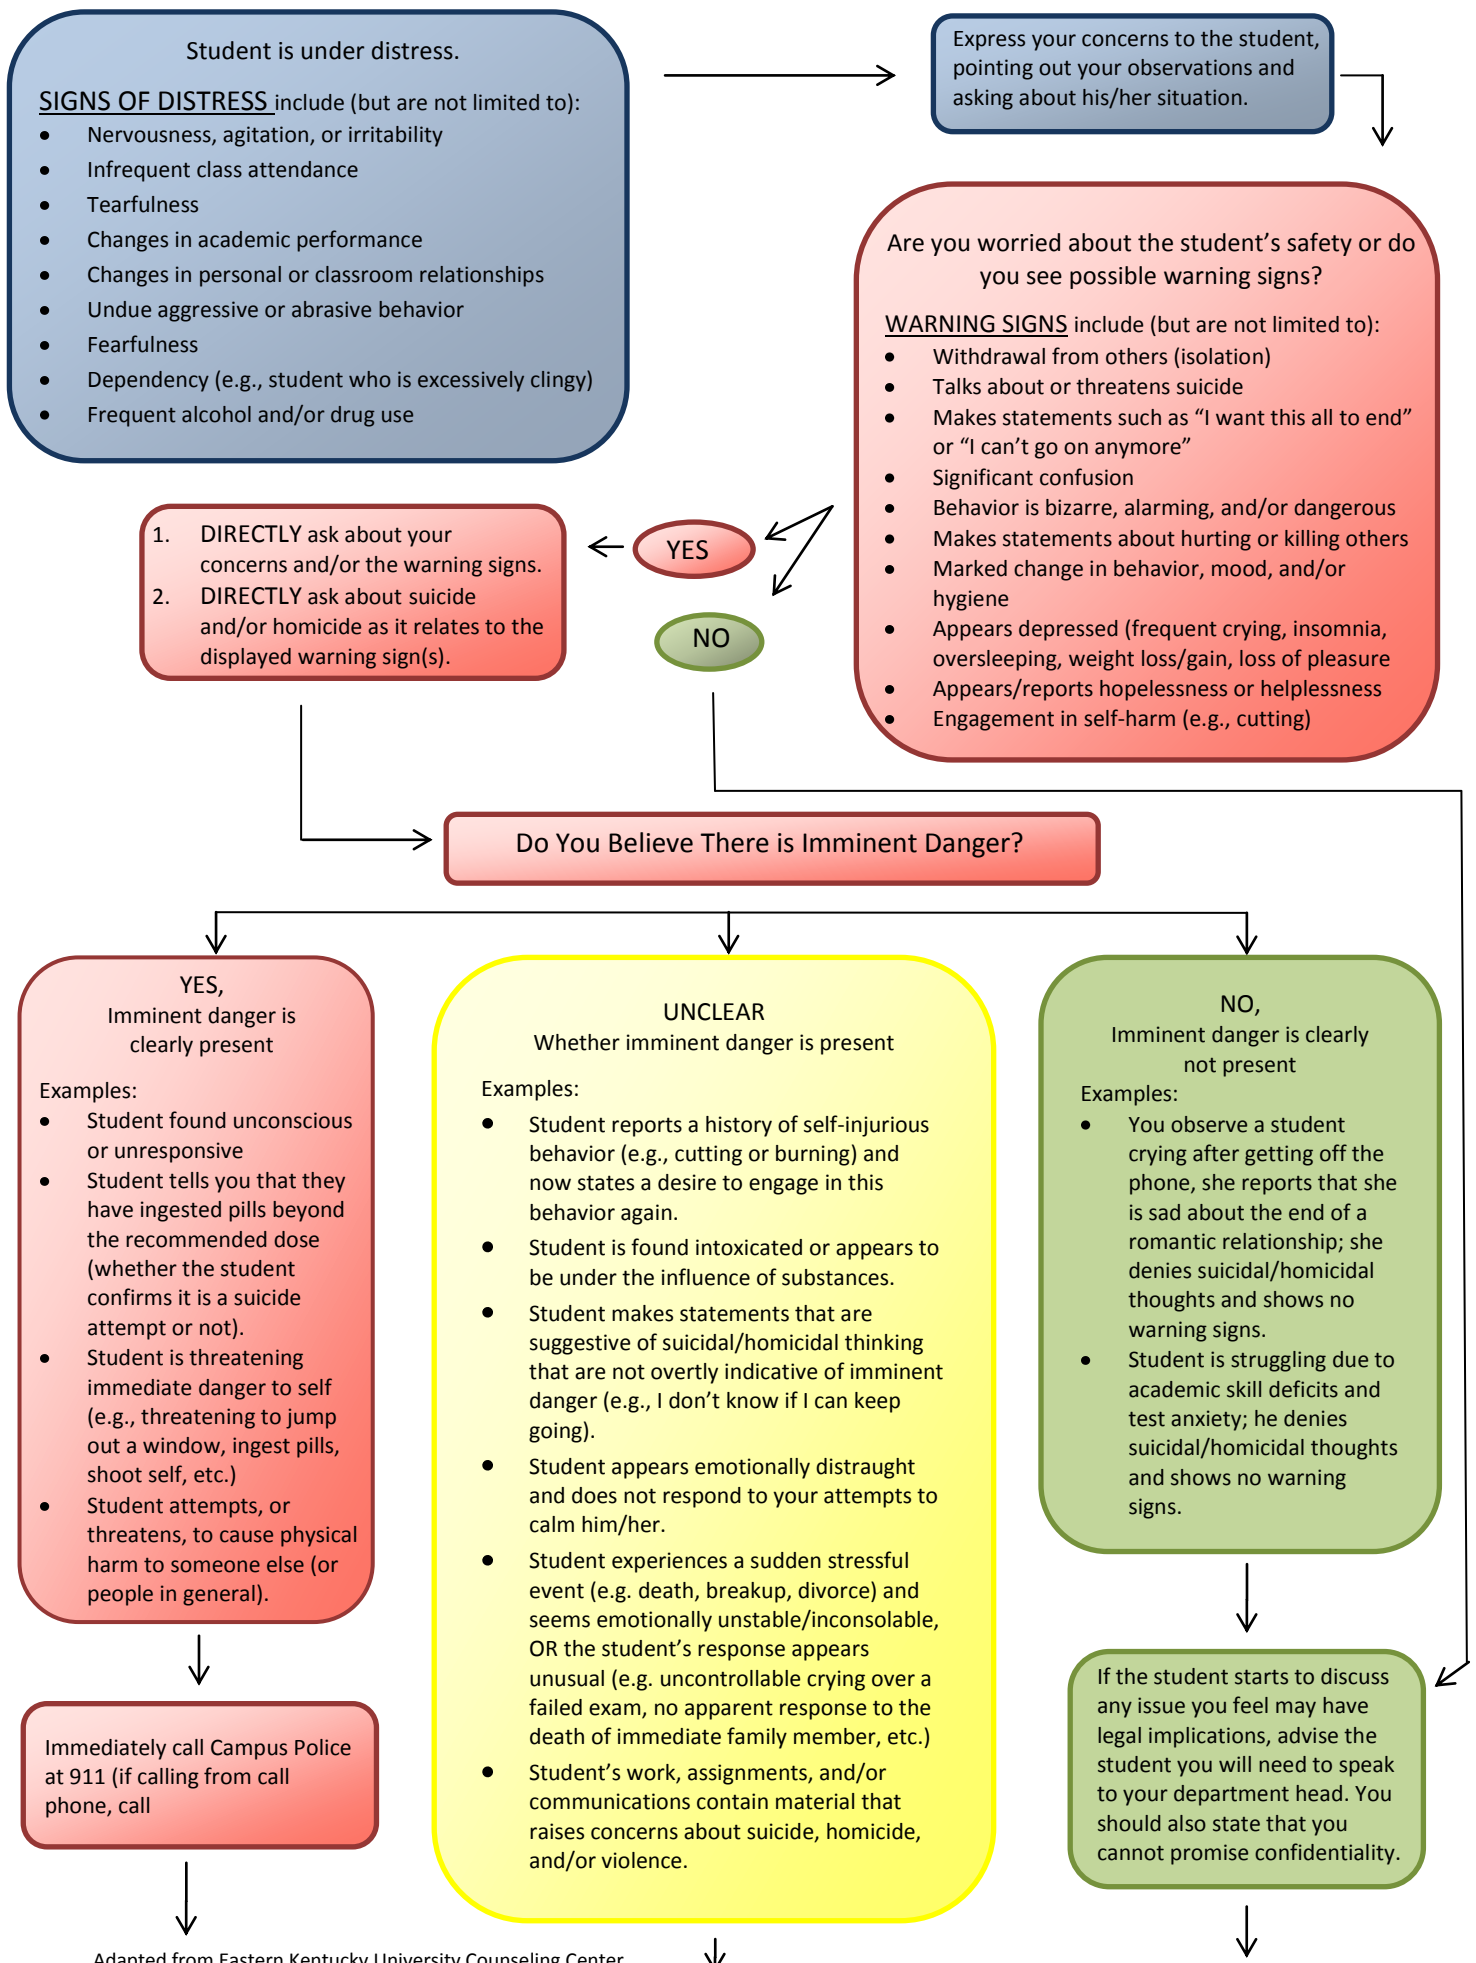 Student is under distress.
SIGNS OF DISTRESS include (but are not limited to):
• Nervousness, agitation, or irritability
• Infrequent class attendance
• Tearfulness
• Changes in academic performance
• Changes in personal or classroom relationships
• Undue aggressive or abrasive behavior
• Fearfulness
• Dependency (e.g., student who is excessively clingy)
• Frequent alcohol and/or drug use
Express your concerns to the student,
pointing out your observations and
asking about his/her situation.
Are you worried about the student’s safety or do
you see possible warning signs?
WARNING SIGNS include (but are not limited to):
• Withdrawal from others (isolation)
• Talks about or threatens suicide
• Makes statements such as “I want this all to end”
or “I can’t go on anymore”
• Significant confusion
• Behavior is bizarre, alarming, and/or dangerous
• Makes statements about hurting or killing others
• Marked change in behavior, mood, and/or
hygiene
• Appears depressed (frequent crying, insomnia,
oversleeping, weight loss/gain, loss of pleasure
• Appears/reports hopelessness or helplessness
• Engagement in self-harm (e.g., cutting)
YES
NO
1. DIRECTLY ask about your
concerns and/or the warning signs.
2. DIRECTLY ask about suicide
and/or homicide as it relates to the
displayed warning sign(s).
Do You Believe There is Imminent Danger?
YES,
Imminent danger is
clearly present
Examples:
• Student found unconscious
or unresponsive
• Student tells you that they
have ingested pills beyond
the recommended dose
(whether the student
confirms it is a suicide
attempt or not).
• Student is threatening
immediate danger to self
(e.g., threatening to jump
out a window, ingest pills,
shoot self, etc.)
• Student attempts, or
threatens, to cause physical
harm to someone else (or
people in general).
Immediately call Campus Police
at 911 (if calling from call
phone, call
UNCLEAR
Whether imminent danger is present
Examples:
• Student reports a history of self-injurious
behavior (e.g., cutting or burning) and
now states a desire to engage in this
behavior again.
• Student is found intoxicated or appears to
be under the influence of substances.
• Student makes statements that are
suggestive of suicidal/homicidal thinking
that are not overtly indicative of imminent
danger (e.g., I don’t know if I can keep
going).
• Student appears emotionally distraught
and does not respond to your attempts to
calm him/her.
• Student experiences a sudden stressful
event (e.g. death, breakup, divorce) and
seems emotionally unstable/inconsolable,
OR the student’s response appears
unusual (e.g. uncontrollable crying over a
failed exam, no apparent response to the
death of immediate family member, etc.)
• Student’s work, assignments, and/or
communications contain material that
raises concerns about suicide, homicide,
and/or violence.
NO,
Imminent danger is clearly
not present
Examples:
• You observe a student
crying after getting off the
phone, she reports that she
is sad about the end of a
romantic relationship; she
denies suicidal/homicidal
thoughts and shows no
warning signs.
• Student is struggling due to
academic skill deficits and
test anxiety; he denies
suicidal/homicidal thoughts
and shows no warning
signs.
If the student starts to discuss
any issue you feel may have
legal implications, advise the
student you will need to speak
to your department head. You
should also state that you
cannot promise confidentiality.
Adapted from Eastern Kentucky University Counseling Center